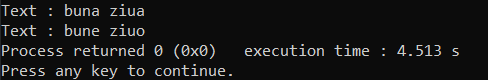 Text : buna ziua
Text : bune ziuo
Process returned 0 (0x0)   execution time : 4.513 s
Press any key to continue.